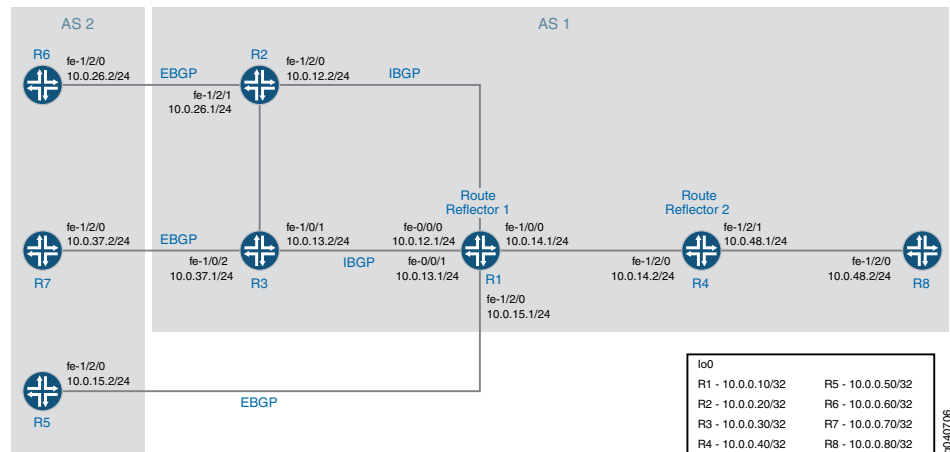 AS 2
AS 1
R6
fe-1/2/0
10.0.26.2/24
EBGP
R2
fe-1/2/0
10.0.12.2/24
IBGP
fe-1/2/1
10.0.26.1/24
fe-1/2/0
10.0.37.2/24
R7
EBGP
fe-1/0/2
10.0.37.1/24
R3
fe-1/0/1
10.0.13.2/24
IBGP
Route
Reflector 1
fe-0/0/0
10.0.12.1/24
fe-0/0/1
10.0.13.1/24
fe-1/0/0
10.0.14.1/24
R1
fe-1/2/0
10.0.15.1/24
Route
Reflector 2
fe-1/2/1
10.0.48.1/24
fe-1/2/0
10.0.14.2/24
R4
fe-1/2/0
10.0.48.2/24
R8
fe-1/2/0
10.0.15.2/24
R5
EBGP
lo0
R1 - 10.0.0.10/32 R5 - 10.0.0.50/32
R2 - 10.0.0.20/32 R6 - 10.0.0.60/32
R3 - 10.0.0.30/32 R7 - 10.0.0.70/32
R4 - 10.0.0.40/32 R8 - 10.0.0.80/32